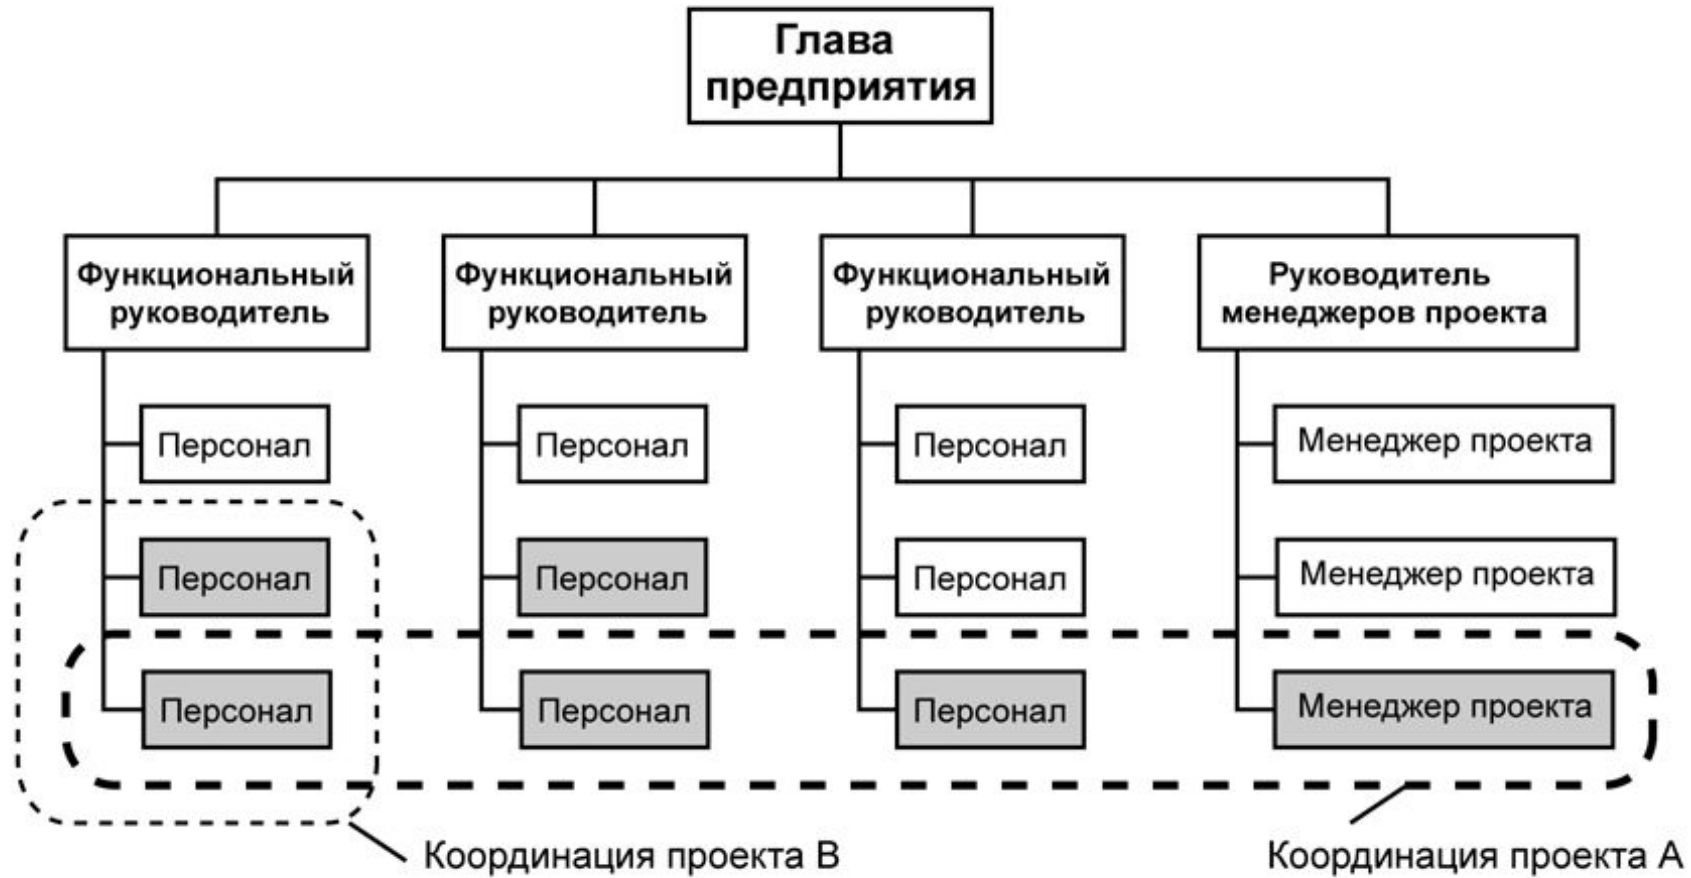 Глава
предприятия
Функциональный
руководитель
Функциональный
руководитель
Функциональный
руководитель
Руководитель
менеджеров проекта
Персонал
Персонал
Персонал
Менеджер проекта
Персонал
Персонал
Персонал
Менеджер проекта
Персонал
Персонал
Персонал
Менеджер проекта
Координация проекта В
Координация проекта А